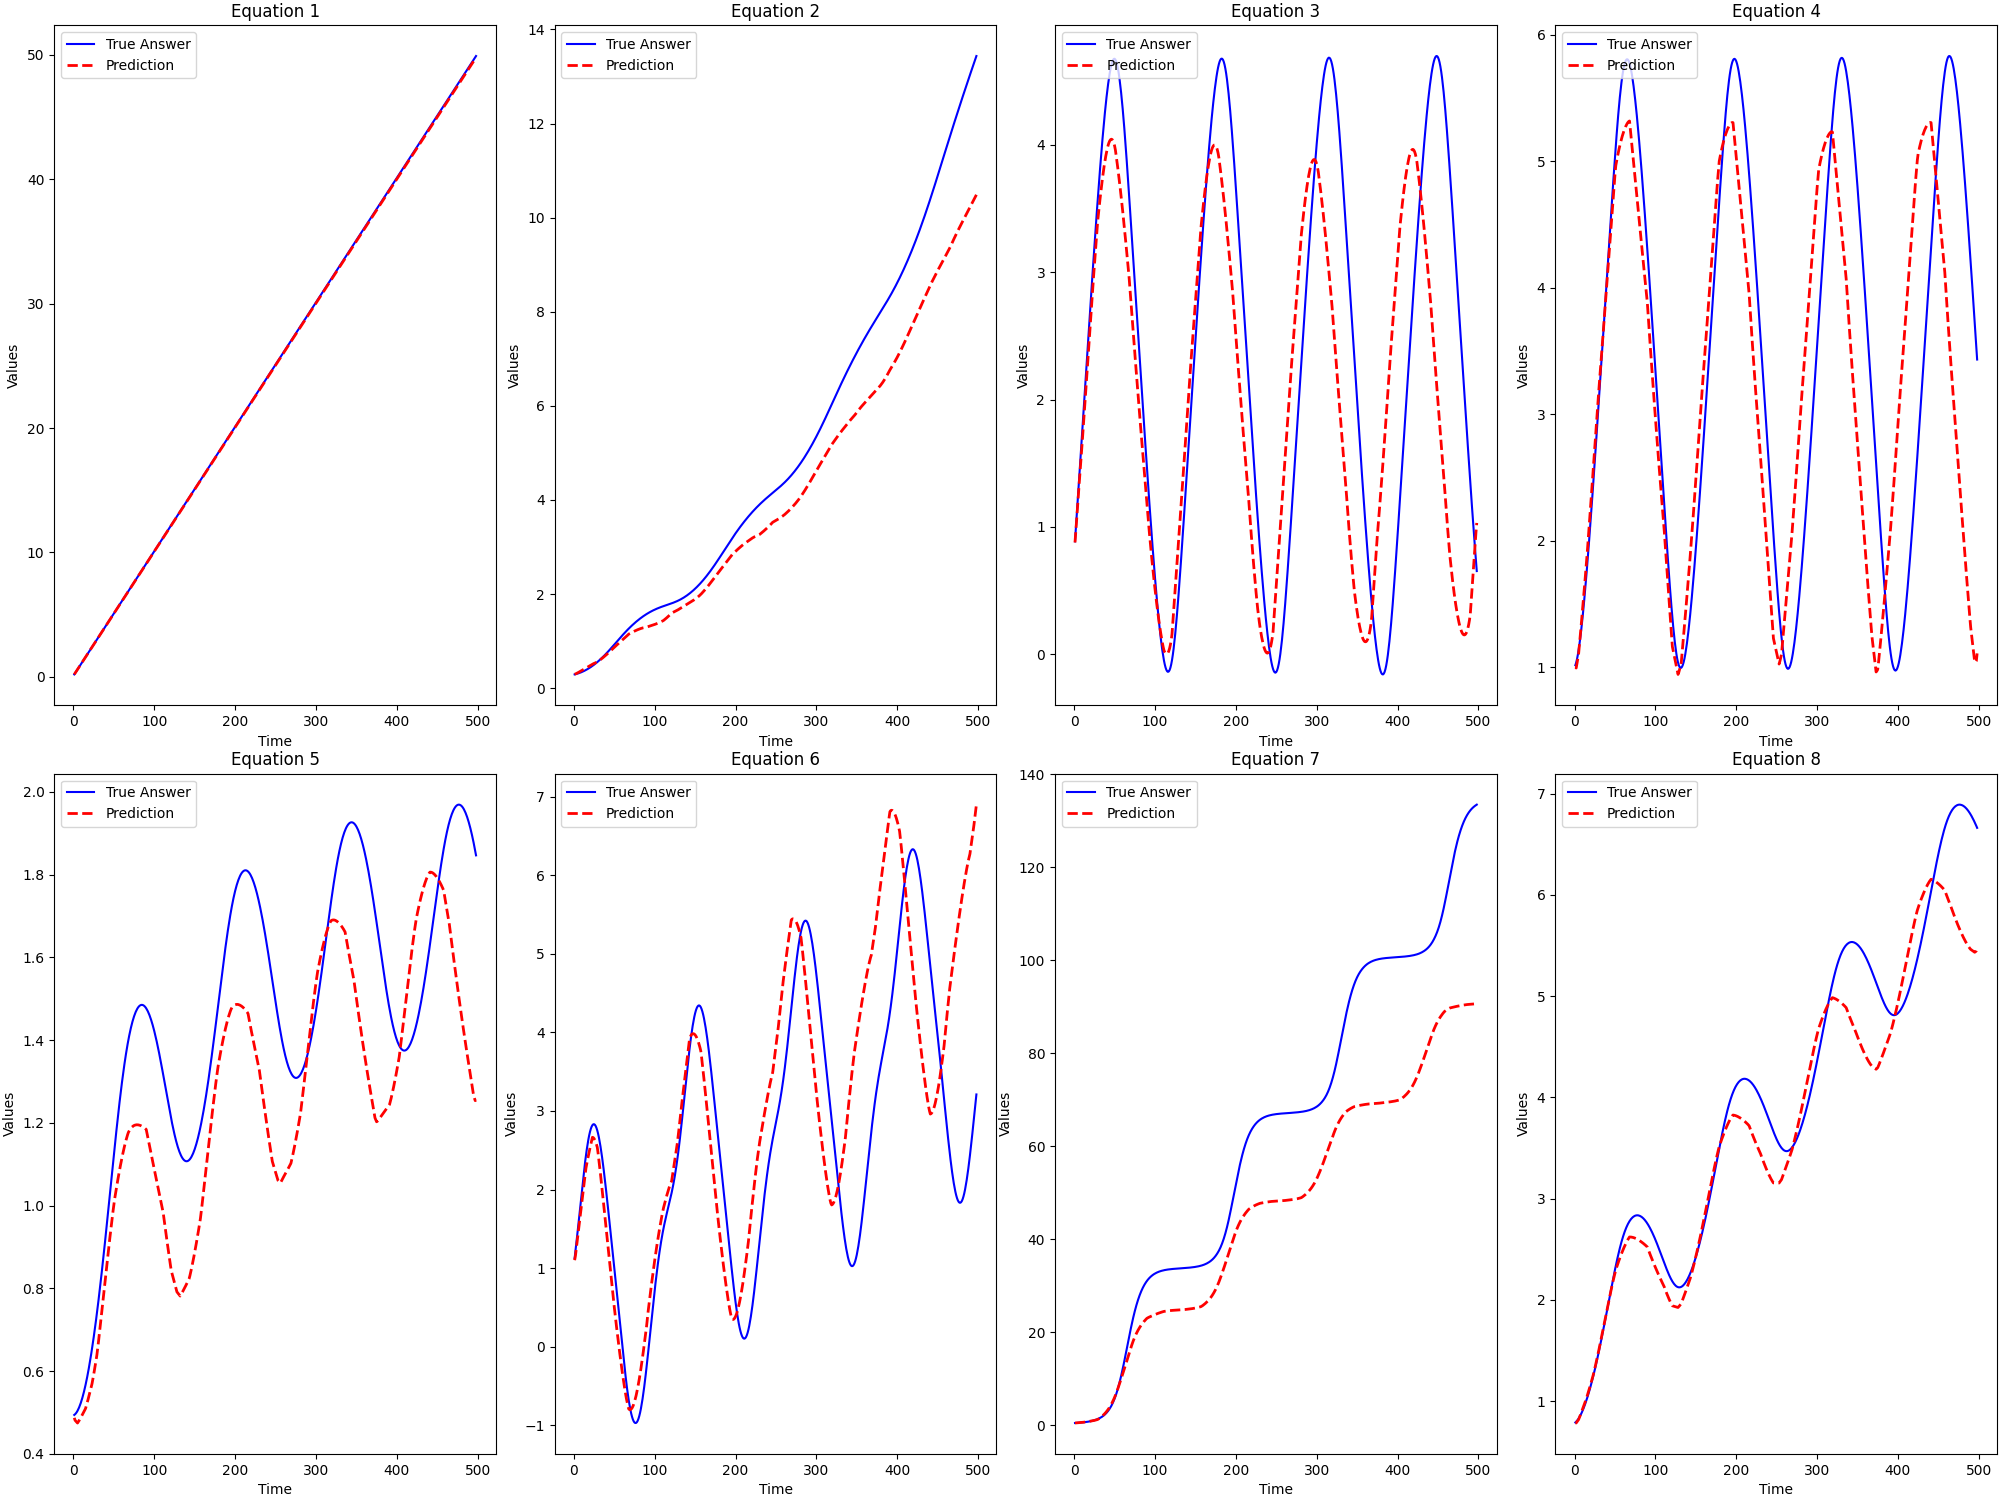 Equation 1
True Answer
Prediction
50
40
30
20
10
0
Values
0 100 200 300 400 500
Time
Equation 2
True Answer
Prediction
14
12
10
8
6
4
2
0
Values
0 100 200 300 400 500
Time
Equation 3
True Answer
Prediction
4
3
2
1
0
Values
0 100 200 300 400 500
Time
Equation 4
True Answer
Prediction
6
5
4
3
2
1
Values
0 100 200 300 400 500
Time
Equation 5
True Answer
Prediction
2.0
1.8
1.6
1.4
1.2
1.0
0.8
0.6
0.4
Values
0 100 200 300 400 500
Time
Equation 6
True Answer
Prediction
7
6
5
4
3
2
1
0
−1
Values
0 100 200 300 400 500
Time
Equation 7
True Answer
Prediction
140
120
100
80
60
40
20
0
Values
0 100 200 300 400 500
Time
Equation 8
True Answer
Prediction
7
6
5
4
3
2
1
Values
0 100 200 300 400 500
Time